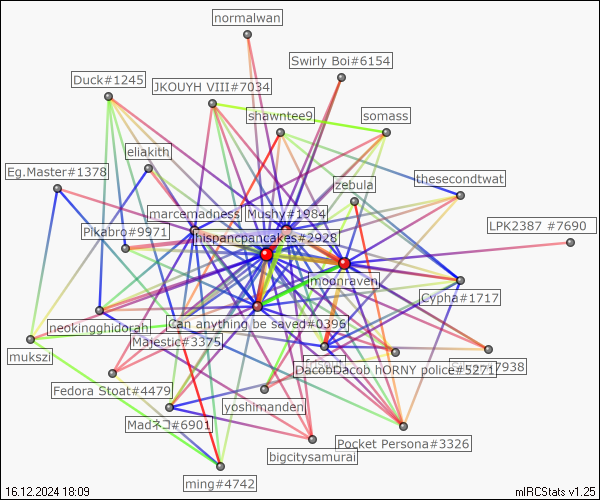 normalwan
Swirly Boi#6154
Duck#1245
JKOUYH VIII#7034
shawntee9
somass
eliakith
Eg.Master#1378
zebula
thesecondtwat
marcemadness
Mushy#1984
LPK2387 #7690
Pikabro#9971
hispancpancakes#2928
moonraven
Cypha#1717
neokingghidorah
Can anything be saved#0396
Majestic#3375
mukszi
7938
DacobDacob hORNY police#5271
Fedora Stoat#4479
yoshimanden
Madネコ#6901
Pocket Persona#3326
bigcitysamurai
ming#4742
16.12.2024 18:09
mIRCStats v1.25